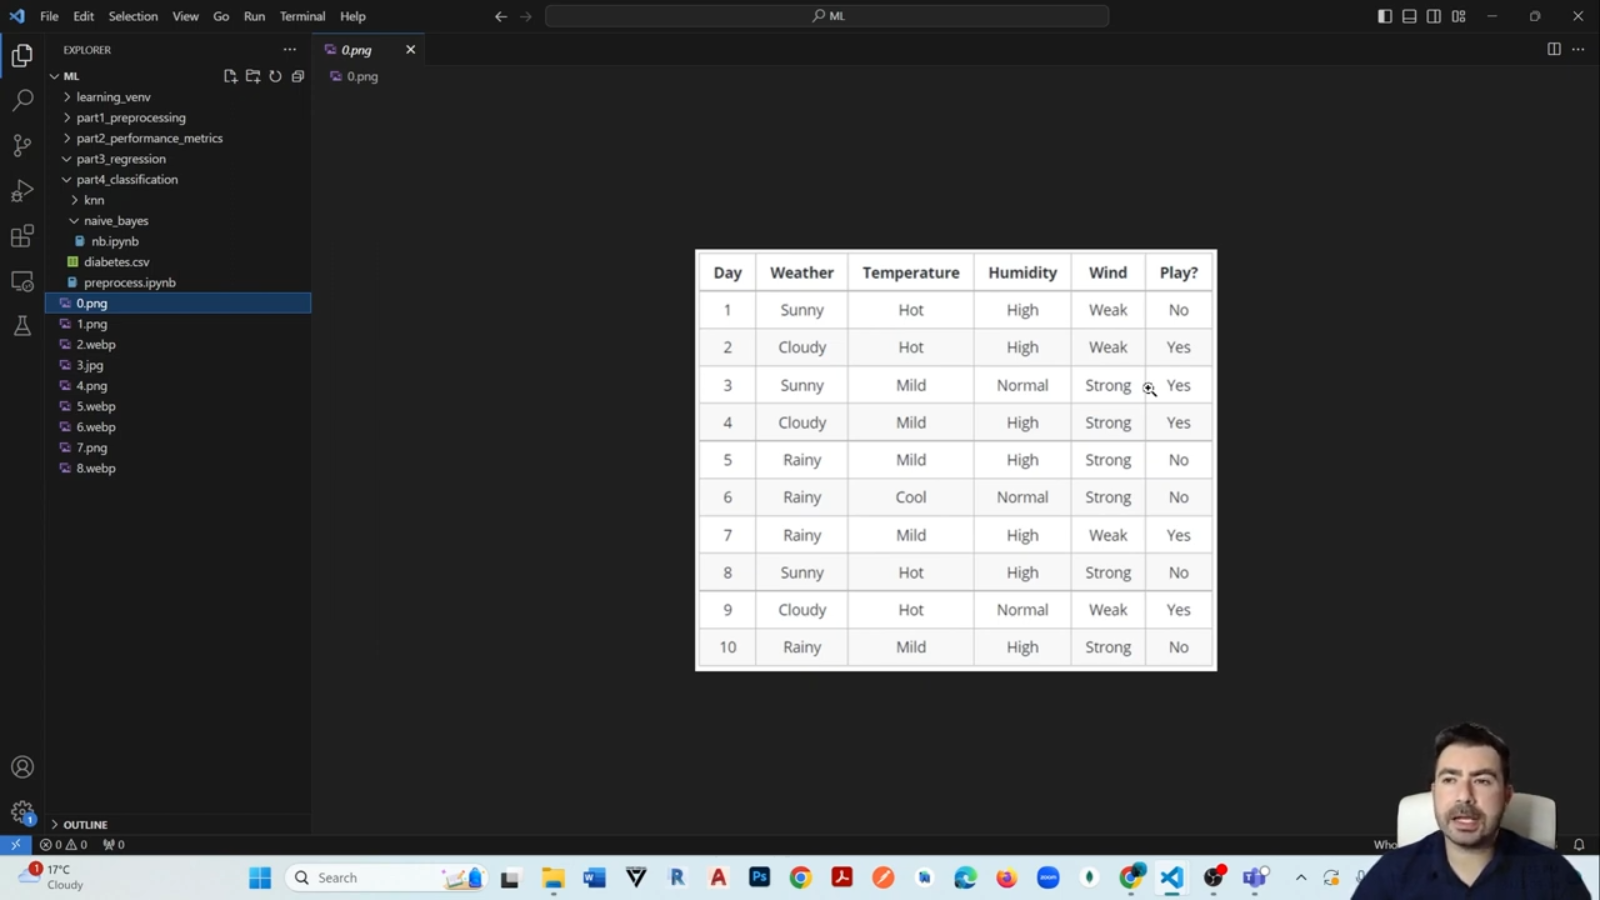 File Edit Selection View Go Run Terminal Help
ML
EXPLORER
0.png
ML
0.png
learning_venv
part1_preprocessing
part2_performance_metrics
part3_regression
part4_classification
knn
naive_bayes
nb.ipynb
diabetes.csv
preprocess.ipynb
0.png
1.png
2.webp
3.jpg
4.png
5.webp
6.webp
7.png
8.webp
Day Weather Temperature Humidity Wind Play?
1 Sunny Hot High Weak No
2 Cloudy Hot High Weak Yes
3 Sunny Mild Normal Strong Yes
4 Cloudy Mild High Strong Yes
5 Rainy Mild High Strong No
6 Rainy Cool Normal Strong No
7 Rainy Mild High Weak Yes
8 Sunny Hot High Strong No
9 Cloudy Hot Normal Weak Yes
10 Rainy Mild High Strong No
1
OUTLINE
0 0 0
1 17°C
Cloudy
Search
R A Ps